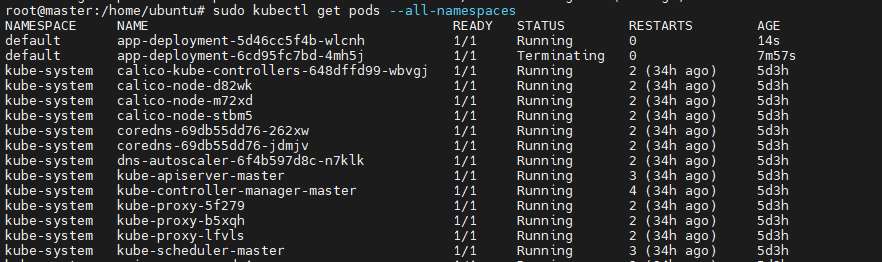 root@master:/home/ubuntu# sudo kubectl get pods --all-namespaces
NAMESPACE NAME READY STATUS RESTARTS AGE
default app-deployment-5d46cc5f4b-wlcnh 1/1 Running 0 14s
default app-deployment-6cd95fc7bd-4mh5j 1/1 Terminating 0 7m57s
kube-system calico-kube-controllers-648dffd99-wbvgj 1/1 Running 2 (34h ago) 5d3h
kube-system calico-node-d82wk 1/1 Running 2 (34h ago) 5d3h
kube-system calico-node-m72xd 1/1 Running 2 (34h ago) 5d3h
kube-system calico-node-stbm5 1/1 Running 2 (34h ago) 5d3h
kube-system coredns-69db55dd76-262xw 1/1 Running 2 (34h ago) 5d3h
kube-system coredns-69db55dd76-jdmjv 1/1 Running 2 (34h ago) 5d3h
kube-system dns-autoscaler-6f4b597d8c-n7klk 1/1 Running 2 (34h ago) 5d3h
kube-system kube-apiserver-master 1/1 Running 3 (34h ago) 5d3h
kube-system kube-controller-manager-master 1/1 Running 4 (34h ago) 5d3h
kube-system kube-proxy-5f279 1/1 Running 2 (34h ago) 5d3h
kube-system kube-proxy-b5xqh 1/1 Running 2 (34h ago) 5d3h
kube-system kube-proxy-lfvls 1/1 Running 2 (34h ago) 5d3h
kube-system kube-scheduler-master 1/1 Running 3 (34h ago) 5d3h